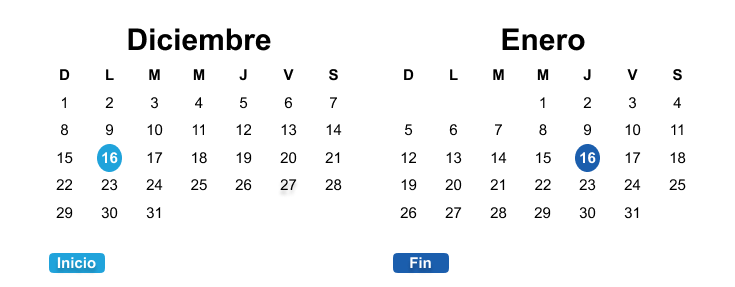 Diciembre
D L M M J V S
1 2 3 4 5 6 7
8 9 10 11 12 13 14
15 16 17 18 19 20 21
22 23 24 25 26 27 28
29 30 31
Inicio
Enero
D L M M J V S
1 2 3 4
5 6 7 8 9 10 11
12 13 14 15 16 17 18
19 20 21 22 23 24 25
26 27 28 29 30 31
Fin